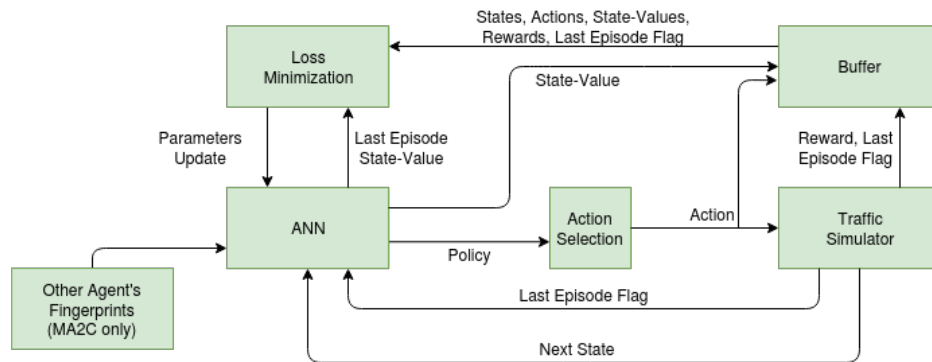 States, Actions, State-Values,
Rewards, Last Episode Flag
Loss
Minimization
Buffer
State-Value
Parameters
Update
Last Episode
State-Value
Reward, Last
Episode Flag
ANN
Action
Selection
Action
Traffic
Simulator
Policy
Other Agent's
Fingerprints
(MA2C only)
Last Episode Flag
Next State